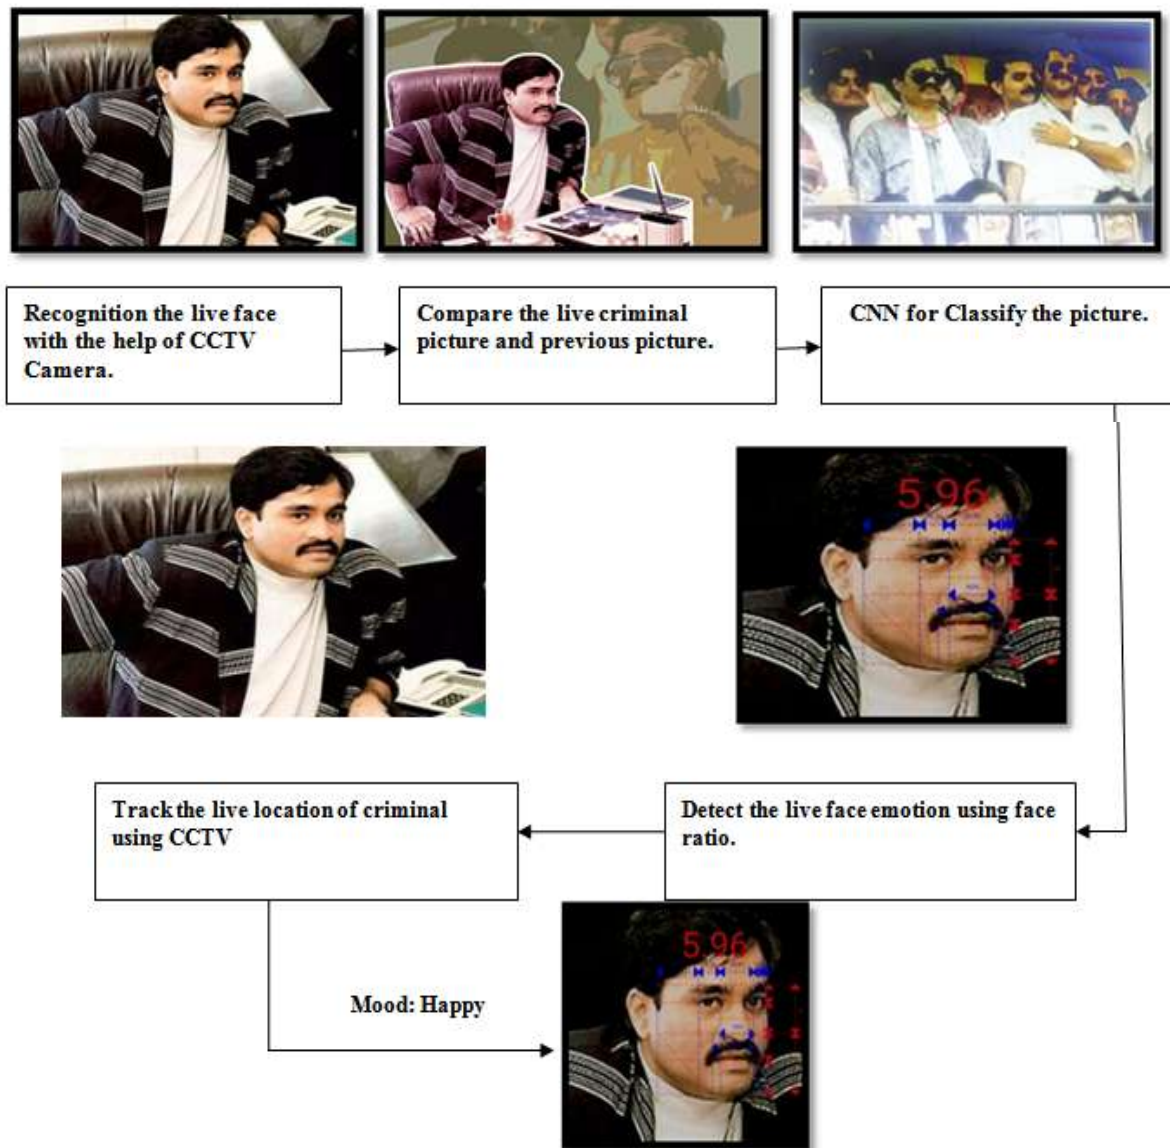 Recognition the live face
with the help of CCTV
Camera.
Compare the live criminal
picture and previous picture.
CNN for Classify the picture.
5.96
Track the live location of criminal
using CCTV
Detect the live face emotion using face
ratio.
5.96
Mood: Happy